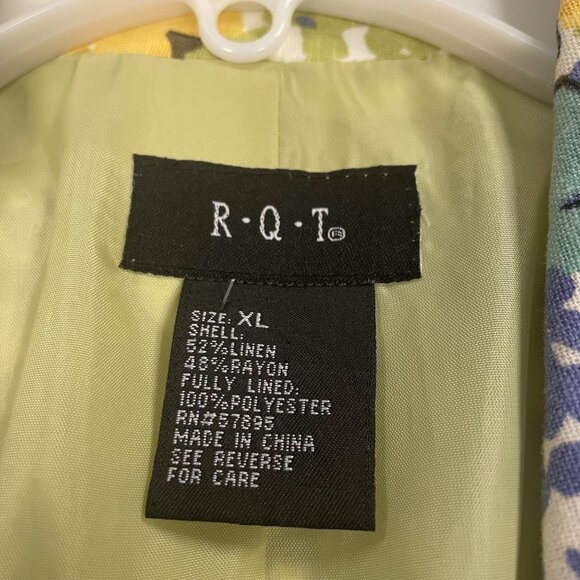 R·Q·T®
SIZE: XL
SHELL:
52%LINEN
48%RAYON
FULLY LINED:
100%POLYESTER
RN#57895
MADE IN CHINA
SEE REVERSE
FOR CARE